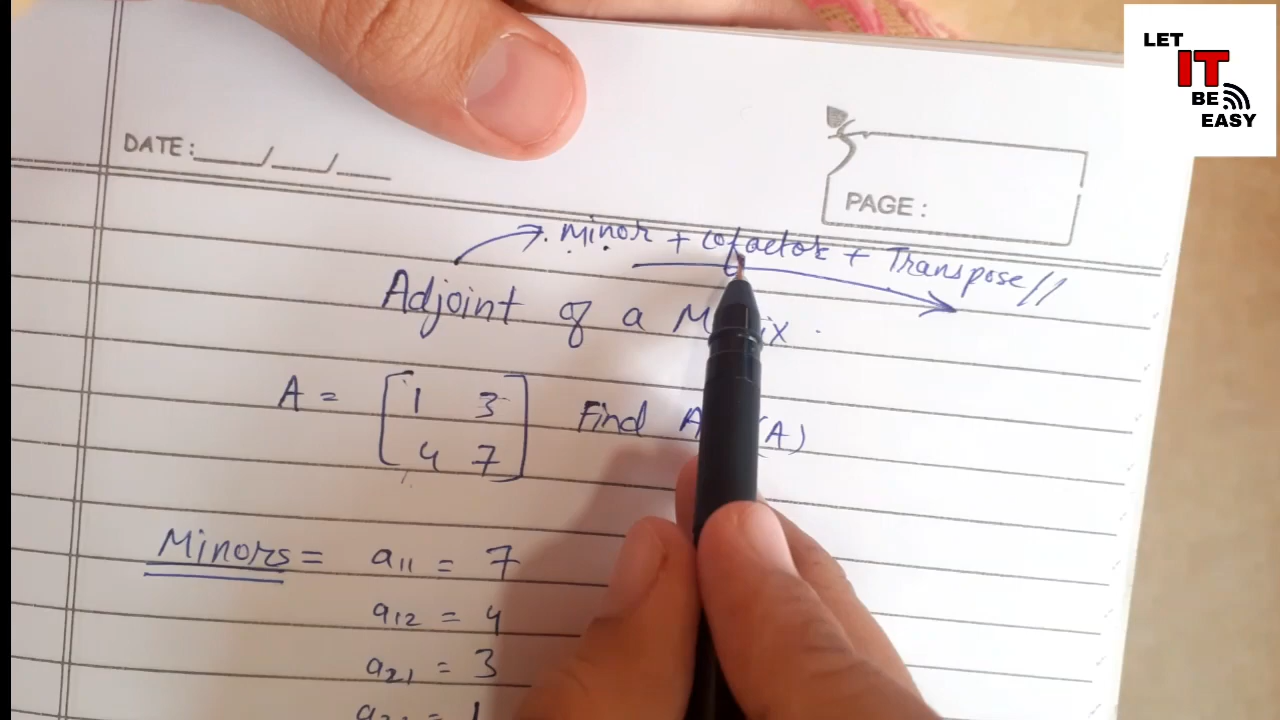 LET
IT
BE
EASY
DATE: / /
PAGE :
minor + cofactor + Transpose //
Adjoint of a
A = [ 1 3
4 7 ] Find (A)
Minors = a11 = 7
a12 = 4
a21 = 3